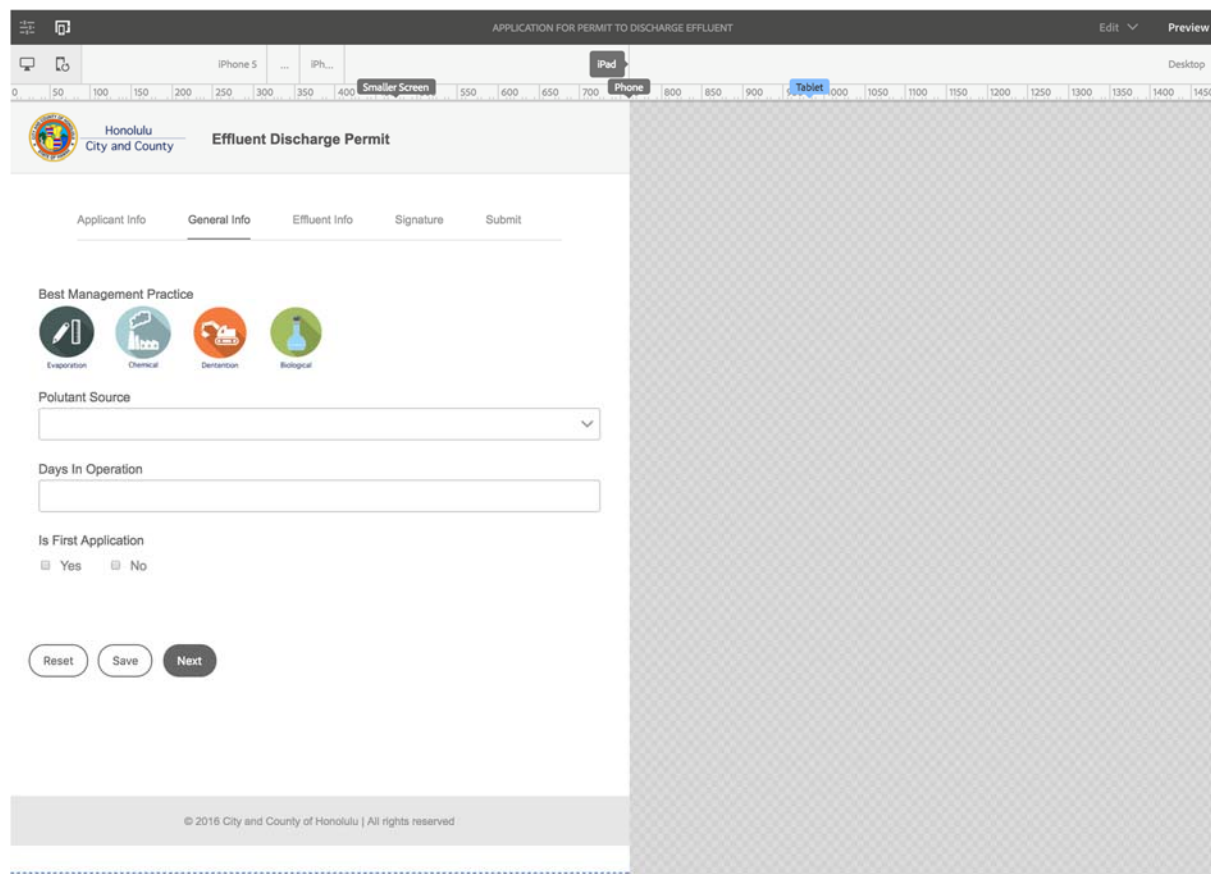 APPLICATION FOR PERMIT TO DISCHARGE EFFLUENT Edit Preview
iPhone 5 ... iPh... iPad Desktop
0 50 100 150 200 250 300 350 400 Smaller Screen 550 600 650 700 Phone 800 850 900 Tablet 1000 1050 1100 1150 1200 1250 1300 1350 1400 1450
Honolulu
City and County
Effluent Discharge Permit
Applicant Info General Info Effluent Info Signature Submit
Best Management Practice
Evaporation Chemical Dentention Biological
Polutant Source
Days In Operation
Is First Application
Yes No
Reset Save Next
© 2016 City and County of Honolulu | All rights reserved